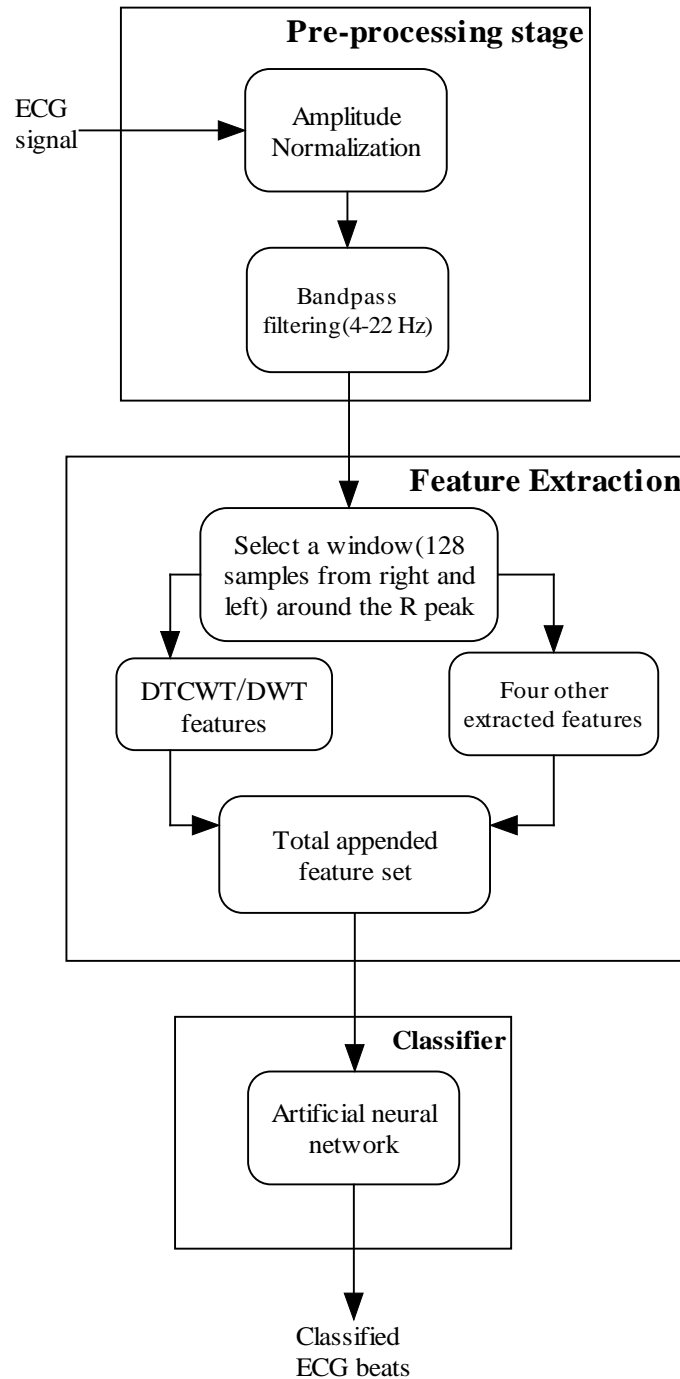 Pre-processing stage
ECG
signal
Amplitude
Normalization
Bandpass
filtering(4-22 Hz)
Feature Extraction
Select a window(128
samples from right and
left) around the R peak
DTCWT/DWT
features
Four other
extracted features
Total appended
feature set
Classifier
Artificial neural
network
Classified
ECG beats